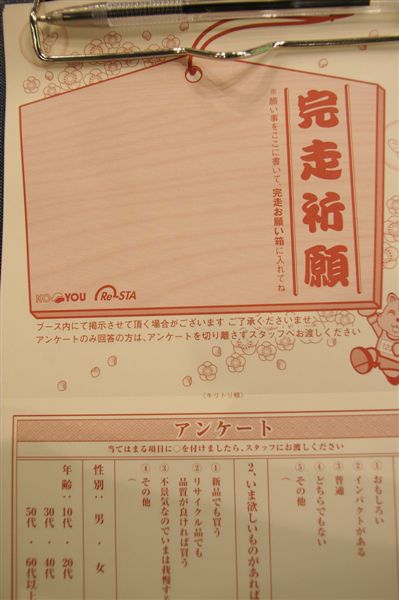 完走祈願
※願い事をここに書いて、完走お願い箱に入れてね
KO YOU Re-STA
ブース内にて掲示させて頂く場合がございます ご了承くださいませ
アンケートのみ回答の方は、アンケートを切り離さずスタッフへお渡しください
(キリトリ線)
アンケート
当てはまる項目に○を付けましたら、スタッフにお渡しください
①おもしろい
②インパクトがある
③普通
④どちらでもない
⑤その他
(
2、いま欲しいものがあれば
①新品でも買う
②リサイクル品でも
品質が良ければ買う
③不景気なのでいまは我慢す
④その他
(
性別：男・女
年齢：10代・20代
30代・40代
50代・60代以上